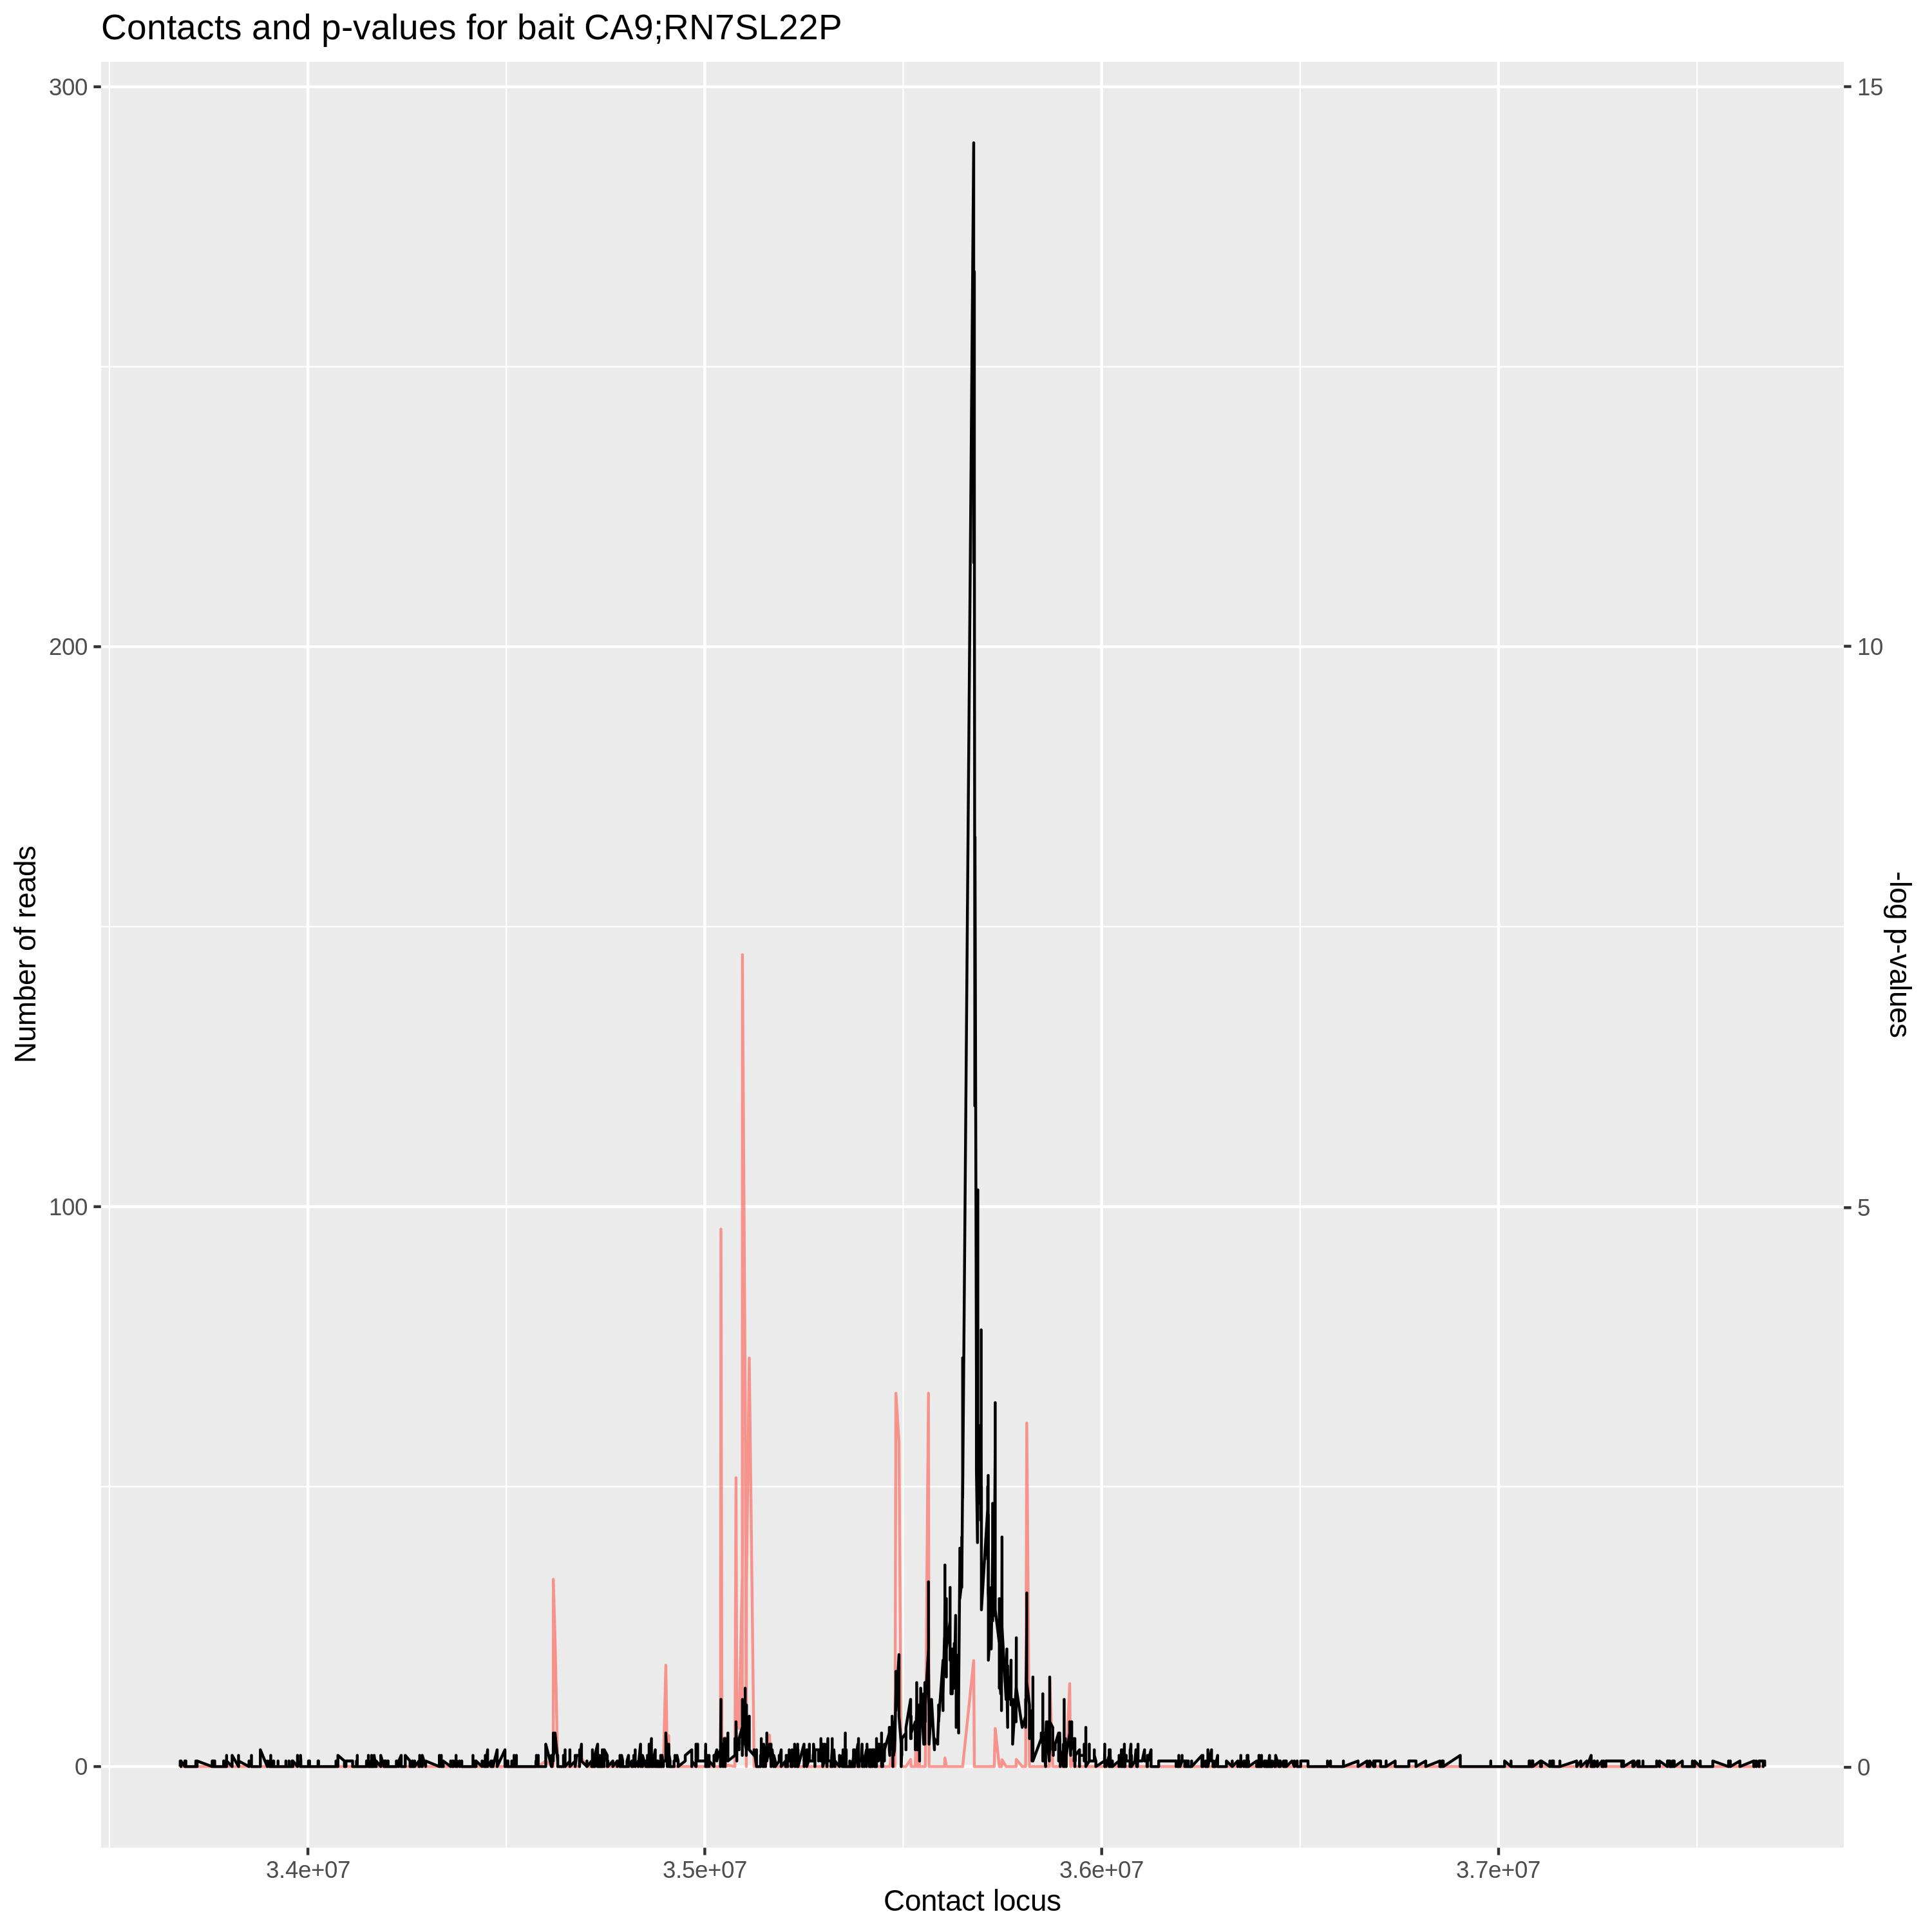 Contacts and p-values for bait CA9;RN7SL22P
300
200
100
0
15
10
5
0
Number of reads
-log p-values
3.4e+07
3.5e+07
3.6e+07
3.7e+07
Contact locus